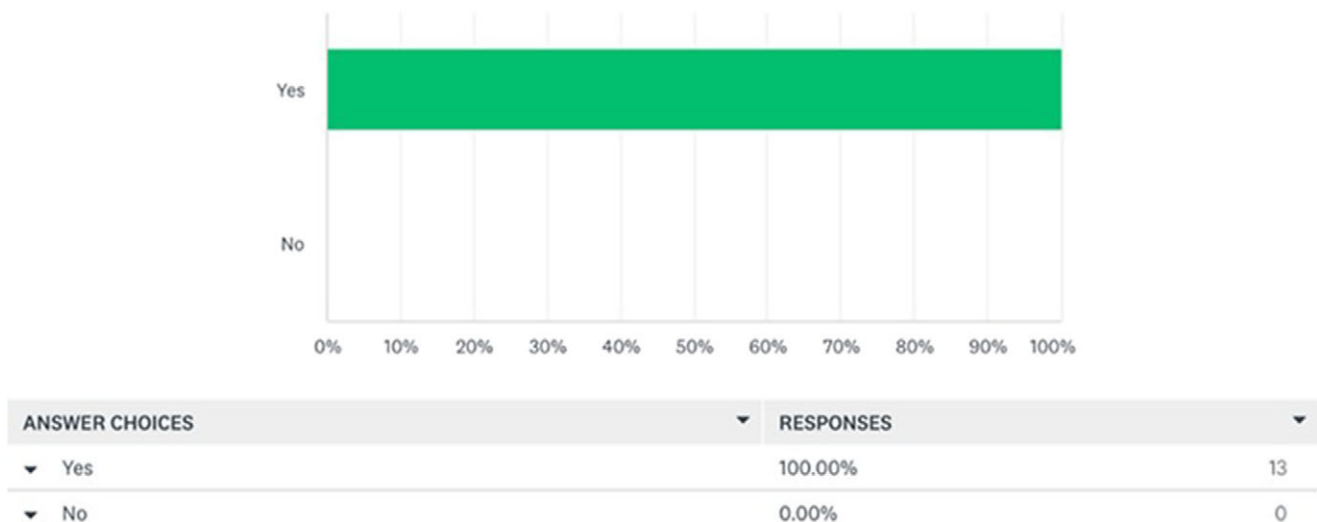 Yes
No
0% 10% 20% 30% 40% 50% 60% 70% 80% 90% 100%
ANSWER CHOICES RESPONSES
Yes 100.00% 13
No 0.00% 0